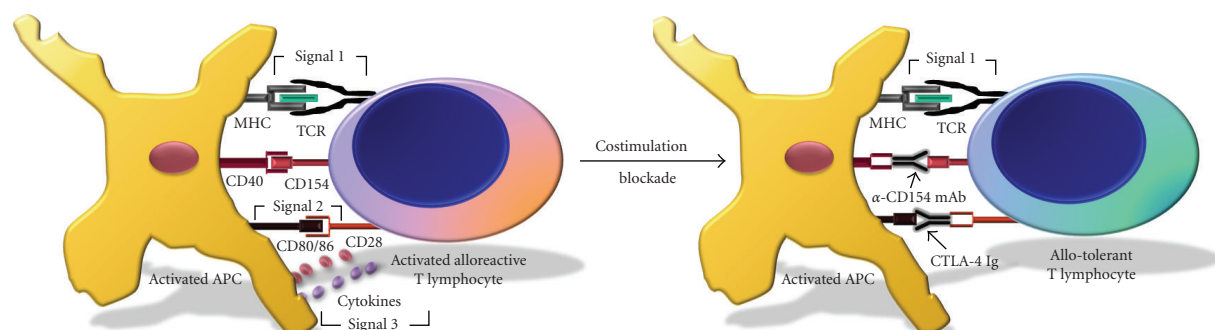 Signal 1
MHC
TCR
CD40
CD154
Signal 2
CD80/86
CD28
Activated APC
Activated alloreactive
T lymphocyte
Cytokines
Signal 3
Costimulation
blockade
Signal 1
MHC
TCR
α-CD154 mAb
CTLA-4 Ig
Activated APC
Allo-tolerant
T lymphocyte